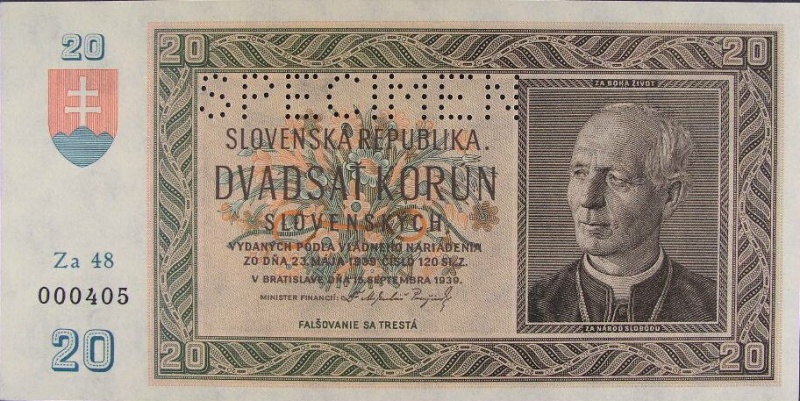 20
20
20
SPECIMEN
ZA BOHA ŽIVOT
SLOVENSKÁ REPUBLIKA.
DVADSAŤ KORÚN
SLOVENSKÝCH,
VYDANÝCH PODĽA VLÁDNEHO NARIADENIA
ZO DŇA 23. MÁJA 1939 ČÍSLO 120 SL. Z.
V BRATISLAVE DŇA 15. SEPTEMBRA 1939.
MINISTER FINANCIÍ:
FALŠOVANIE SA TRESTÁ
ZA NÁROD SLOBODU
Za 48
000405
20
20
20